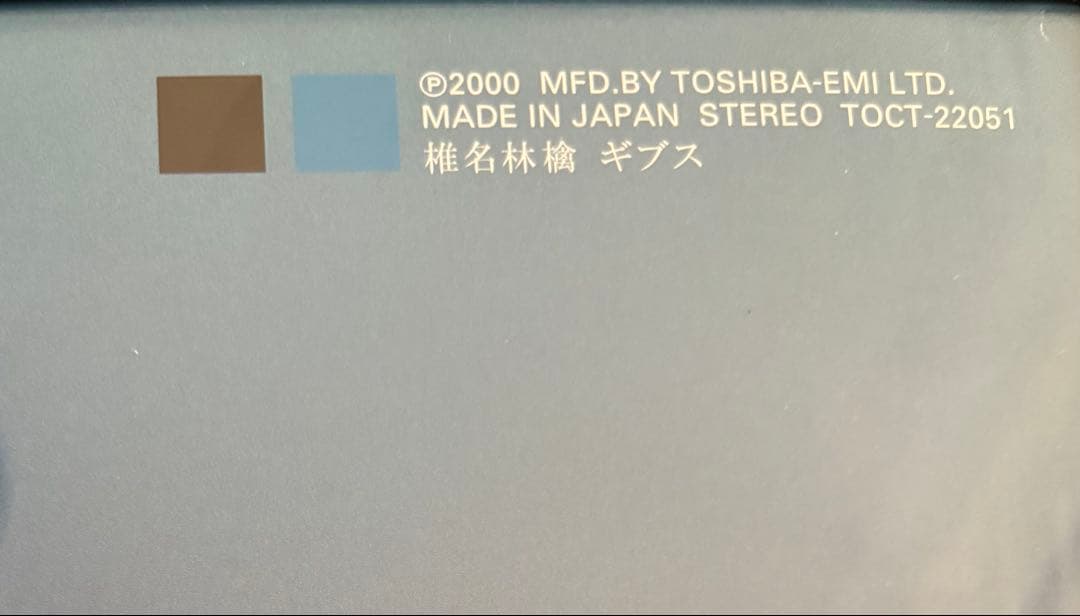 ℗2000 MFD.BY TOSHIBA-EMI LTD.
MADE IN JAPAN STEREO TOCT-22051
椎名林檎 ギブス